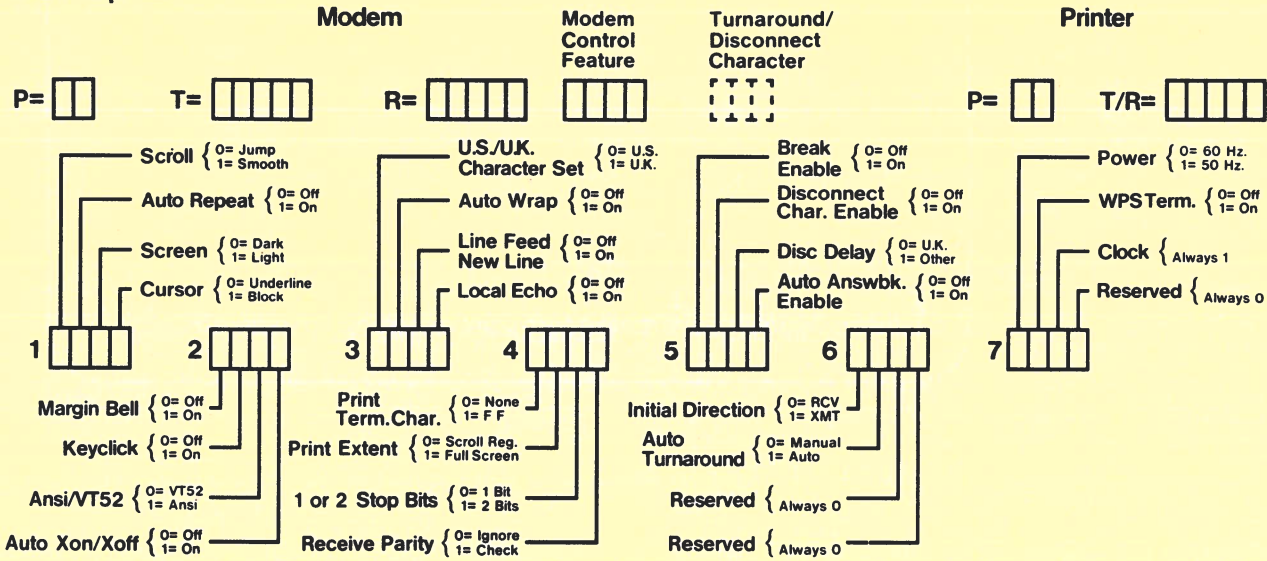 Modem
Modem Control Feature
Turnaround/ Disconnect Character
Printer
P=
T=
R=
P=
T/R=
Scroll { 0= Jump
1= Smooth
Auto Repeat { 0= Off
1= On
Screen { 0= Dark
1= Light
Cursor { 0= Underline
1= Block
1
2
Margin Bell { 0= Off
1= On
Keyclick { 0= Off
1= On
Ansi/VT52 { 0= VT52
1= Ansi
Auto Xon/Xoff { 0= Off
1= On
U.S./U.K.
Character Set { 0= U.S.
1= U.K.
Auto Wrap { 0= Off
1= On
Line Feed
New Line { 0= Off
1= On
Local Echo { 0= Off
1= On
3
4
Print
Term.Char. { 0= None
1= F F
Print Extent { 0= Scroll Reg.
1= Full Screen
1 or 2 Stop Bits { 0= 1 Bit
1= 2 Bits
Receive Parity { 0= Ignore
1= Check
Break
Enable { 0= Off
1= On
Disconnect
Char. Enable { 0= Off
1= On
Disc Delay { 0= U.K.
1= Other
Auto Answbk.
Enable { 0= Off
1= On
5
6
Initial Direction { 0= RCV
1= XMT
Auto
Turnaround { 0= Manual
1= Auto
Reserved { Always 0
Reserved { Always 0
Power { 0= 60 Hz.
1= 50 Hz.
WPS Term. { 0= Off
1= On
Clock { Always 1
Reserved { Always 0
7